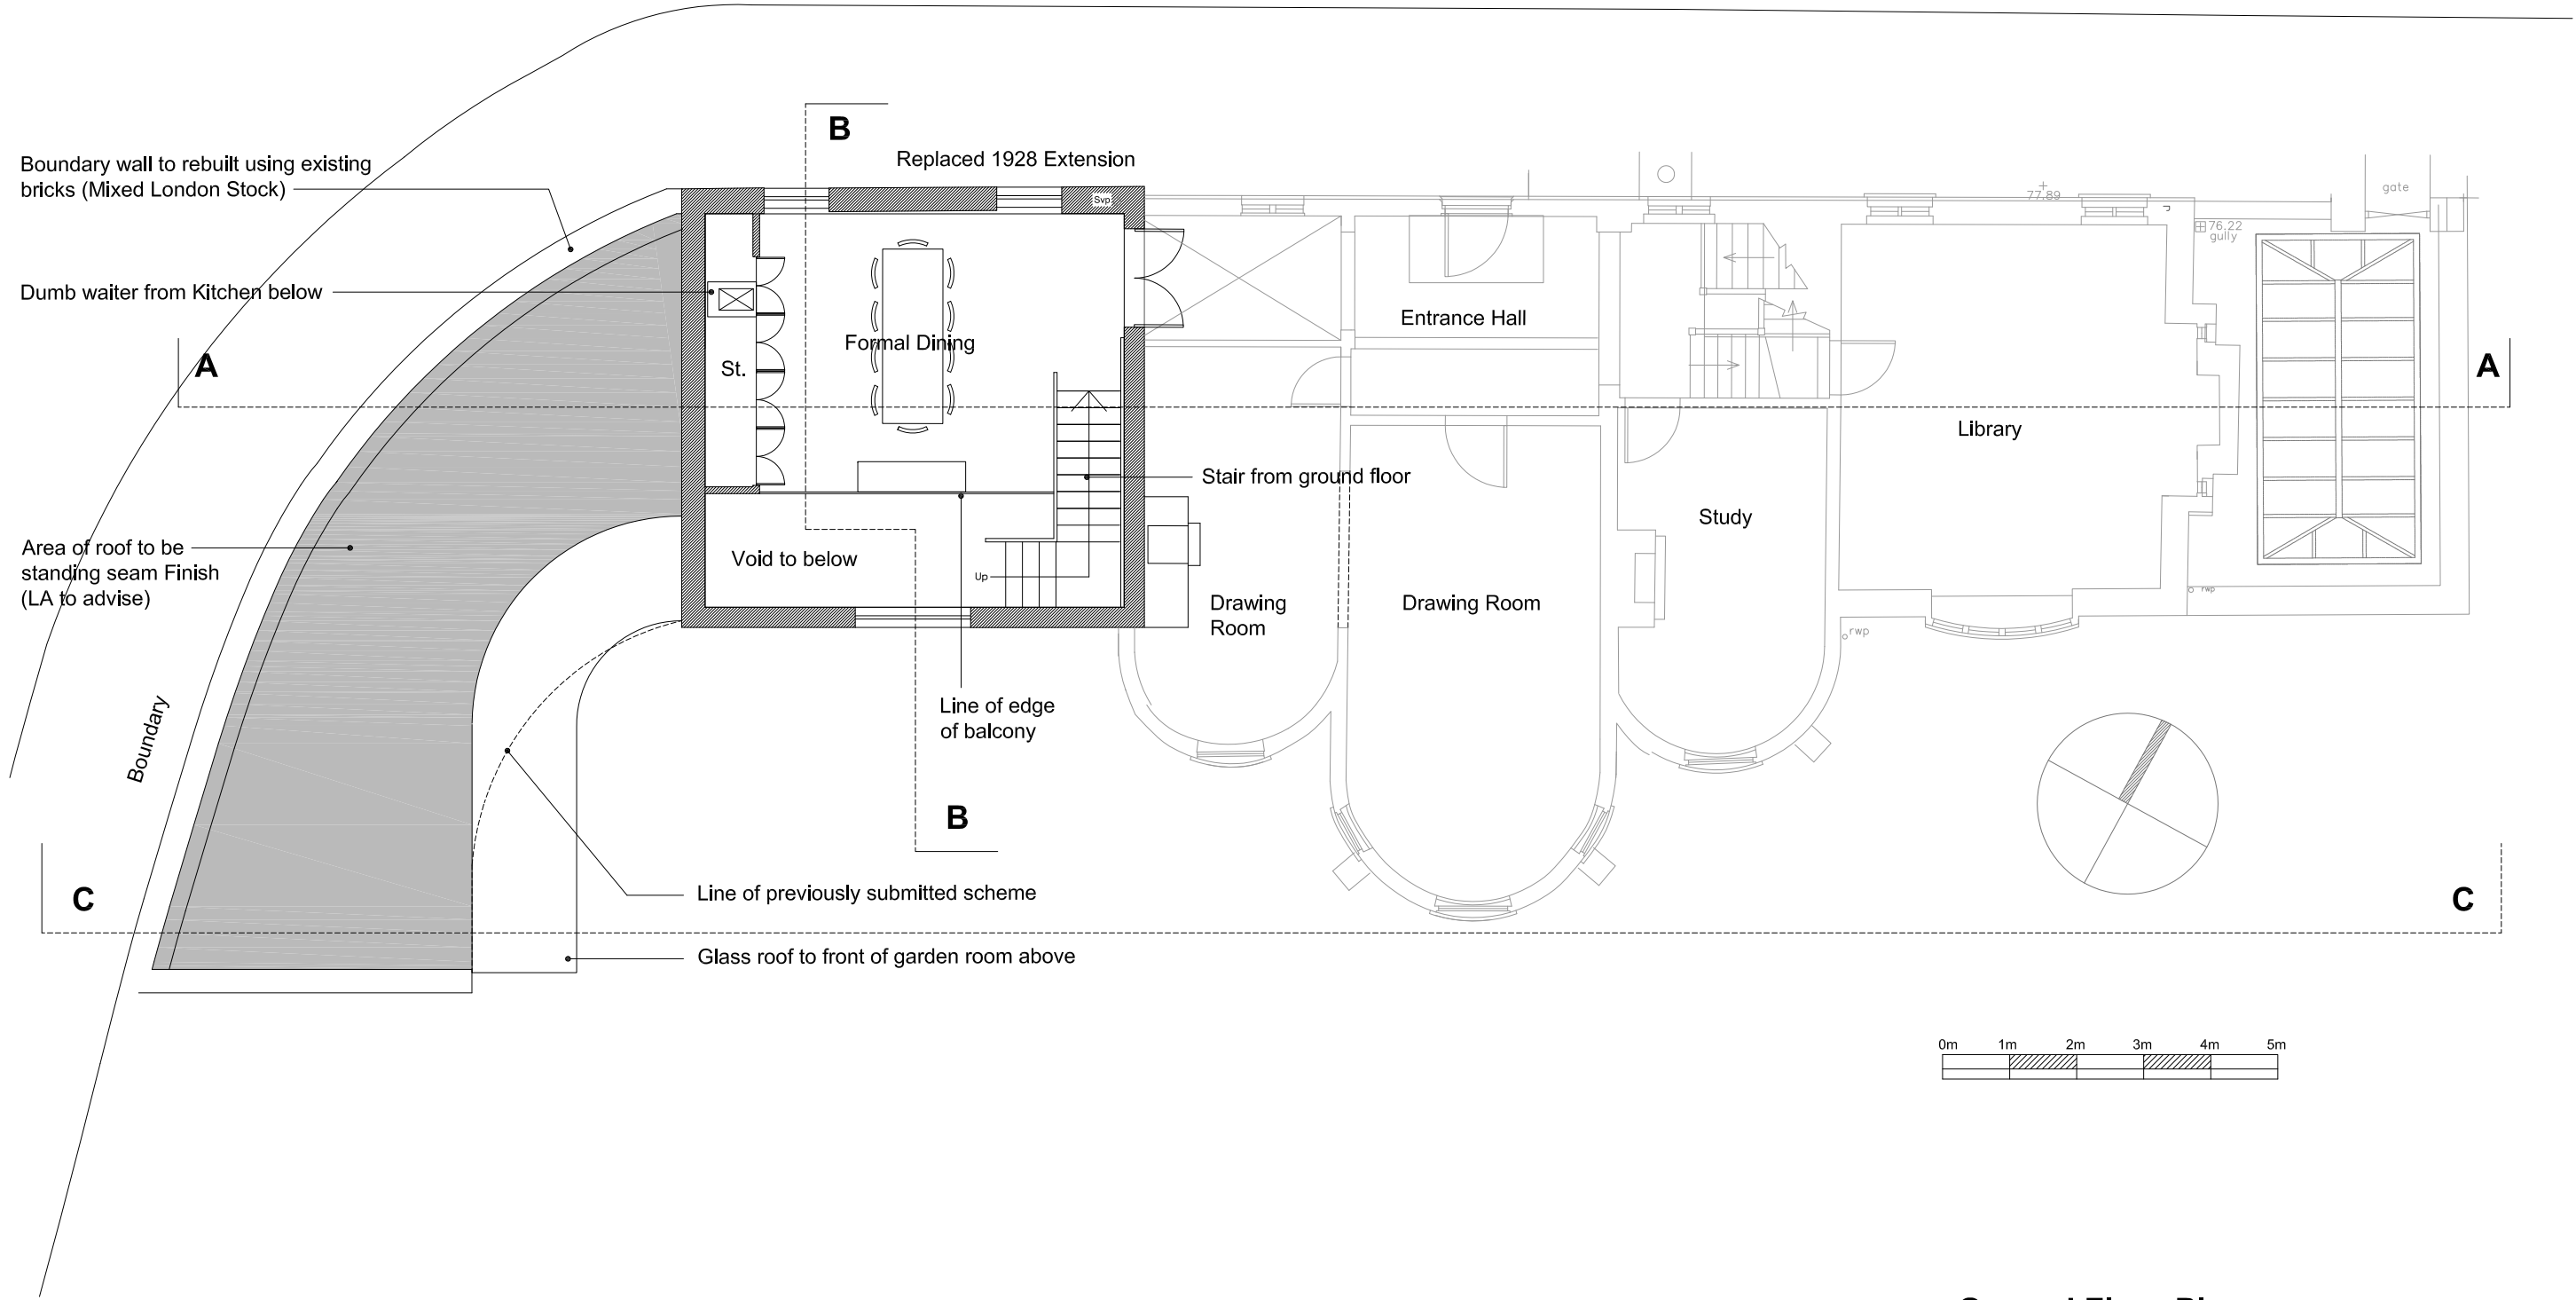 B
Replaced 1928 Extension
Boundary wall to rebuilt using existing
bricks (Mixed London Stock)
Svp
77.89
gate
76.22
gully
Dumb waiter from Kitchen below
Formal Dining
Entrance Hall
A
St.
A
Library
Stair from ground floor
Study
Area of roof to be
standing seam Finish
(LA to advise)
Void to below
Up
Drawing
Room
Drawing Room
rwp
rwp
Boundary
Line of edge
of balcony
B
C
Line of previously submitted scheme
C
Glass roof to front of garden room above
0m 1m 2m 3m 4m 5m